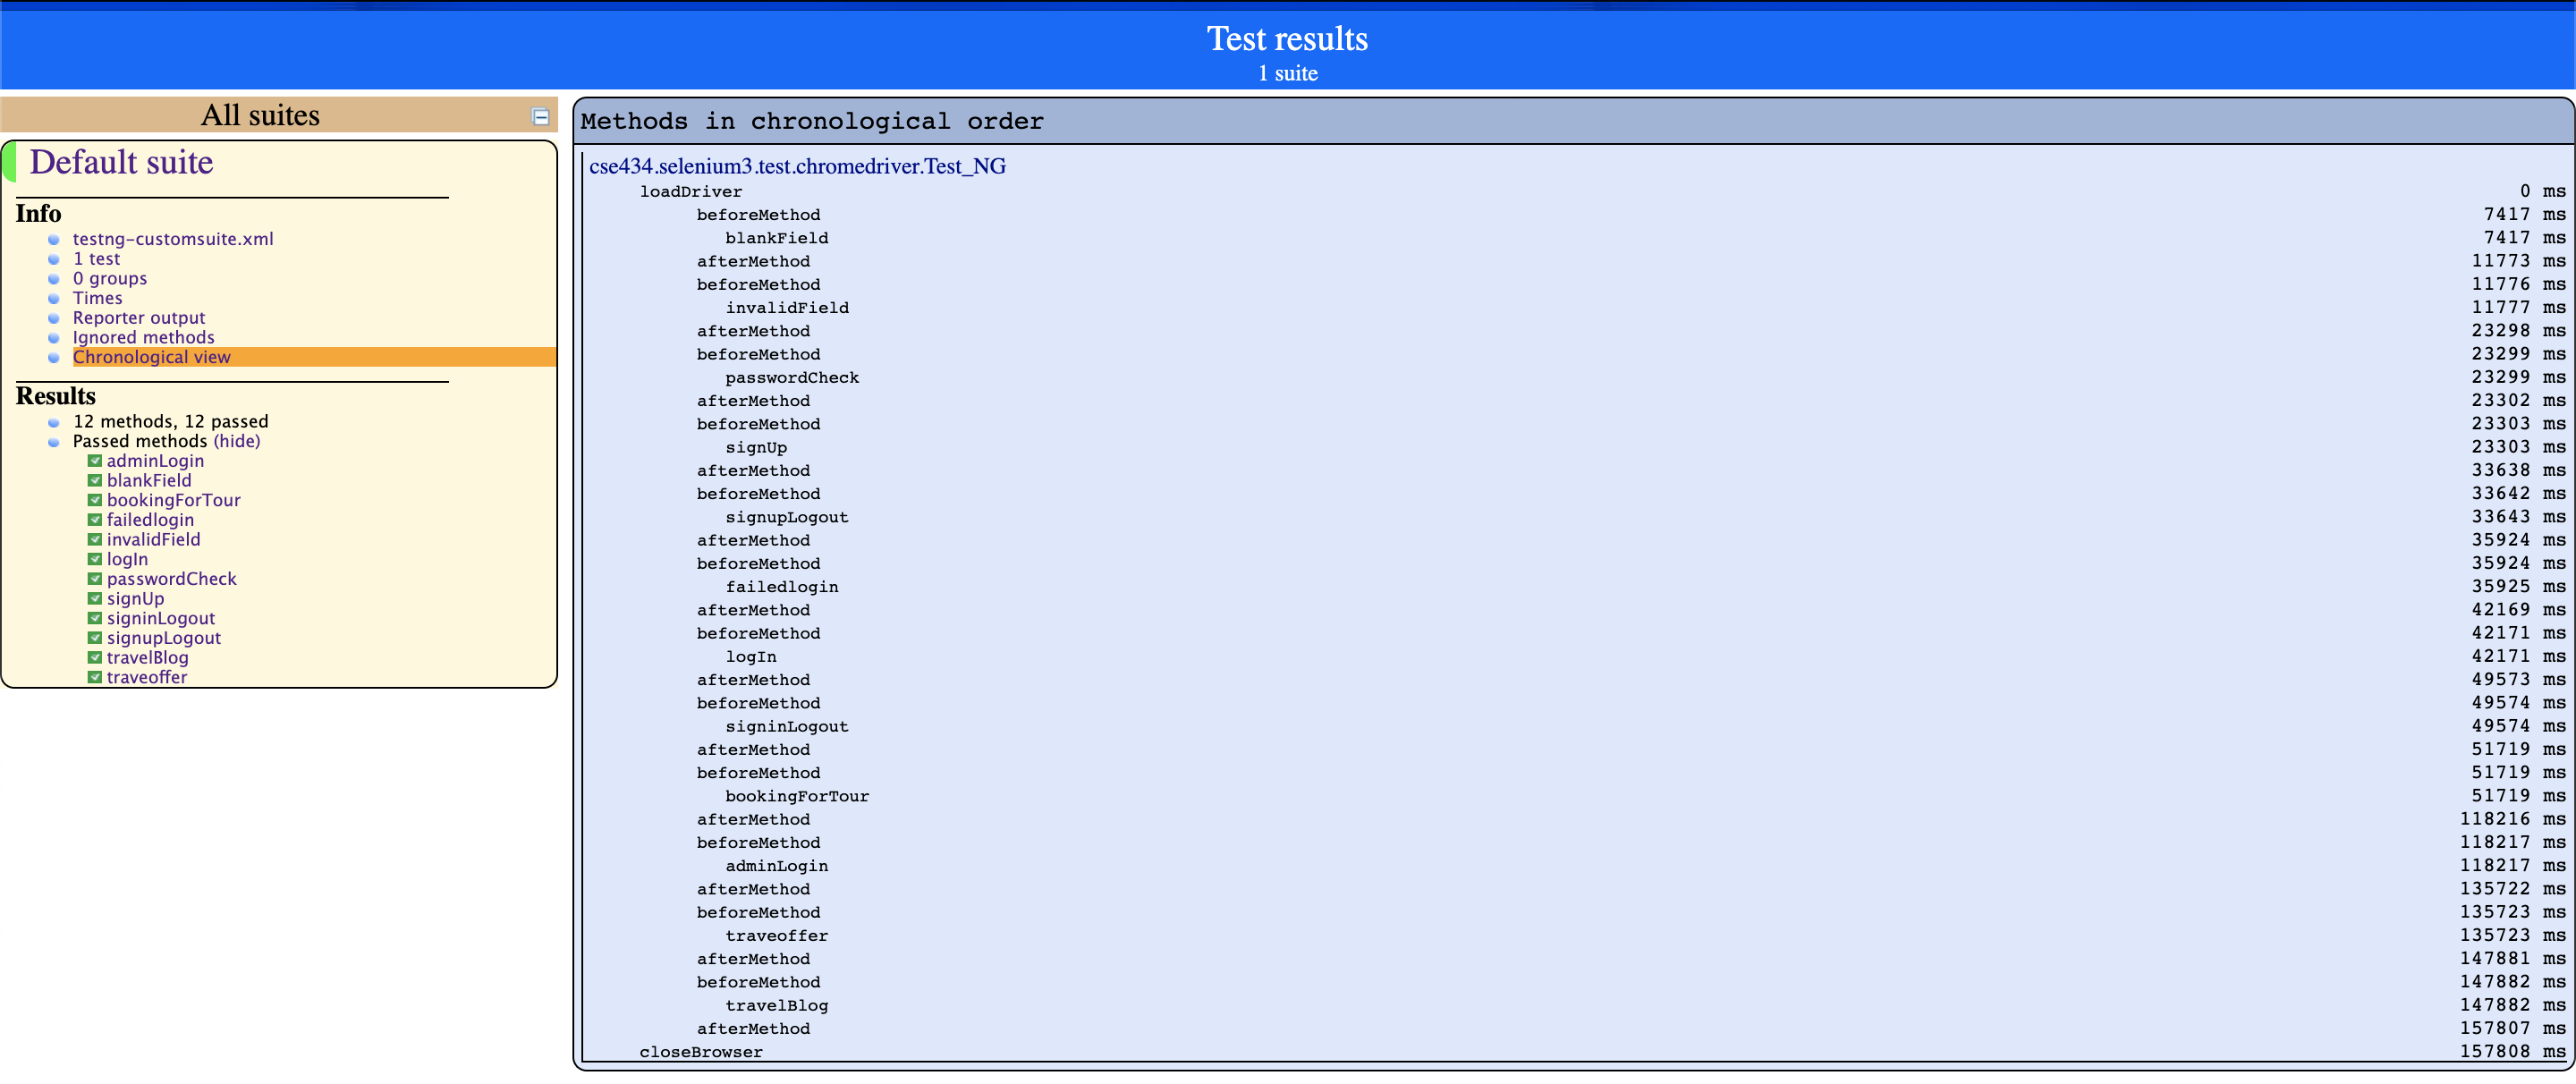 Test results
1 suite
All suites
Default suite
Info
testng-customsuite.xml
1 test
0 groups
Times
Reporter output
Ignored methods
Chronological view
Results
12 methods, 12 passed
Passed methods (hide)
adminLogin
blankField
bookingForTour
failedlogin
invalidField
logIn
passwordCheck
signUp
signinLogout
signupLogout
travelBlog
traveoffer
Methods in chronological order
cse434.selenium3.test.chromedriver.Test_NG
loadDriver 0 ms
beforeMethod 7417 ms
blankField 7417 ms
afterMethod 11773 ms
beforeMethod 11776 ms
invalidField 11777 ms
afterMethod 23298 ms
beforeMethod 23299 ms
passwordCheck 23299 ms
afterMethod 23302 ms
beforeMethod 23303 ms
signUp 23303 ms
afterMethod 33638 ms
beforeMethod 33642 ms
signupLogout 33643 ms
afterMethod 35924 ms
beforeMethod 35924 ms
failedlogin 35925 ms
afterMethod 42169 ms
beforeMethod 42171 ms
logIn 42171 ms
afterMethod 49573 ms
beforeMethod 49574 ms
signinLogout 49574 ms
afterMethod 51719 ms
beforeMethod 51719 ms
bookingForTour 51719 ms
afterMethod 118216 ms
beforeMethod 118217 ms
adminLogin 118217 ms
afterMethod 135722 ms
beforeMethod 135723 ms
traveoffer 135723 ms
afterMethod 147881 ms
beforeMethod 147882 ms
travelBlog 147882 ms
afterMethod 157807 ms
closeBrowser 157808 ms